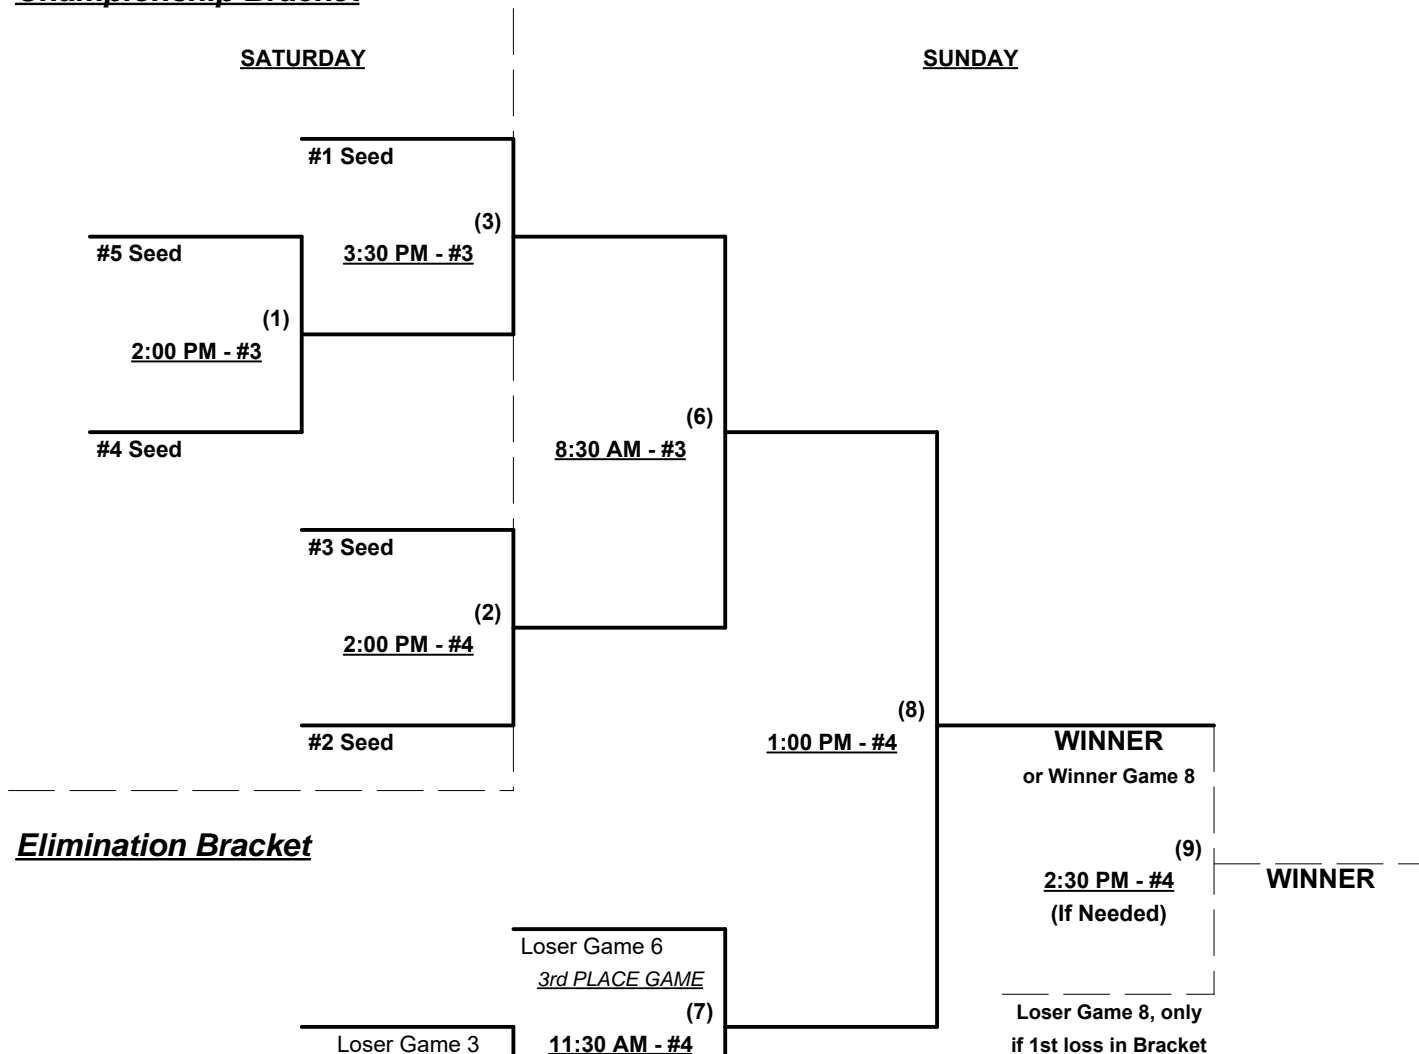 Championship Bracket
SATURDAY
SUNDAY
#1 Seed
(3)
3:30 PM - #3
#5 Seed
(1)
2:00 PM - #3
#4 Seed
(6)
8:30 AM - #3
#3 Seed
(2)
2:00 PM - #4
#2 Seed
(8)
1:00 PM - #4
WINNER
or Winner Game 8
Elimination Bracket
(9)
2:30 PM - #4
(If Needed)
WINNER
Loser Game 6
3rd PLACE GAME
(7)
11:30 AM - #4
Loser Game 3
Loser Game 8, only
if 1st loss in Bracket